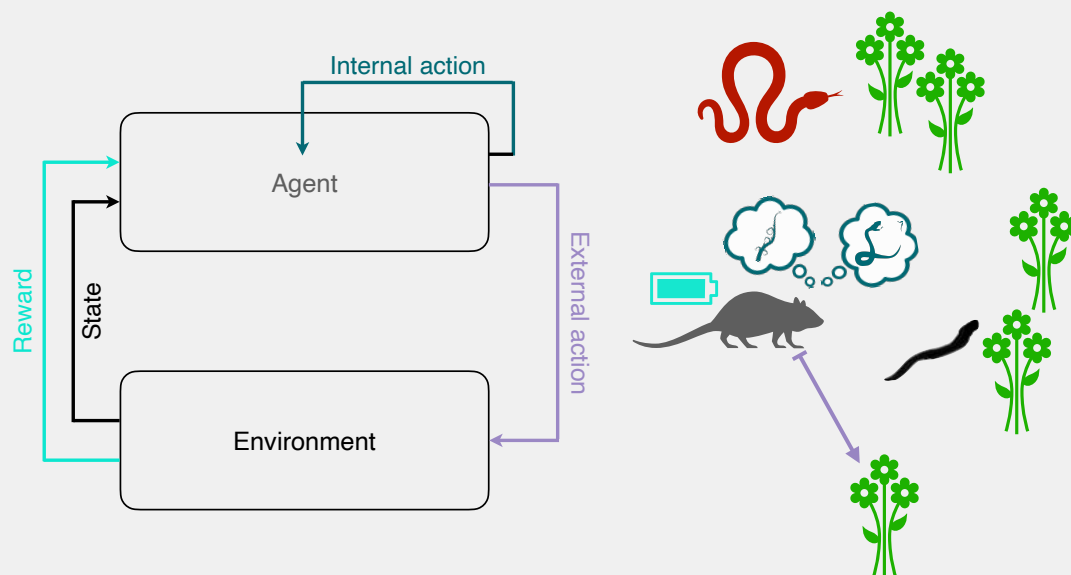 Internal action
Agent
Reward
State
External action
Environment